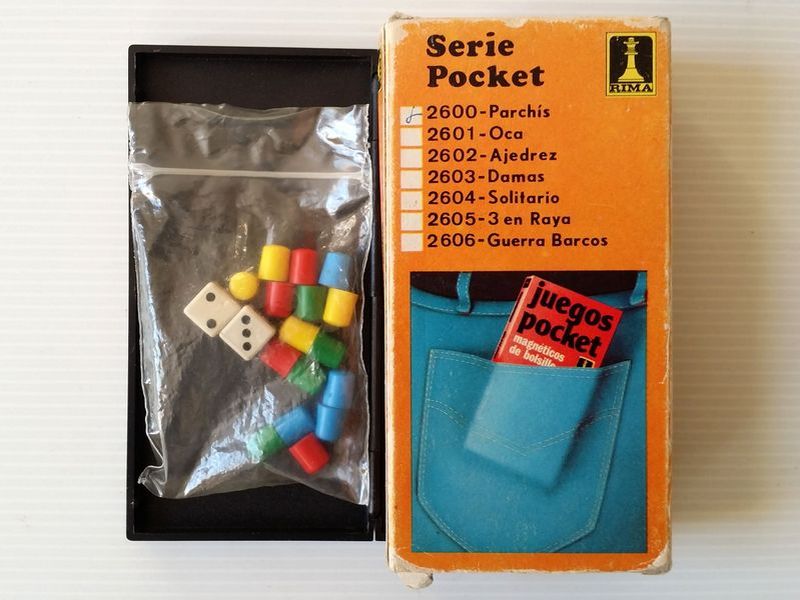 Serie
Pocket
RIMA
2600-Parchís
2601-Oca
2602-Ajedrez
2603-Damas
2604-Solitario
2605-3 en Raya
2606-Guerra Barcos
juegos
pocket
magnéticos
de bolsillo